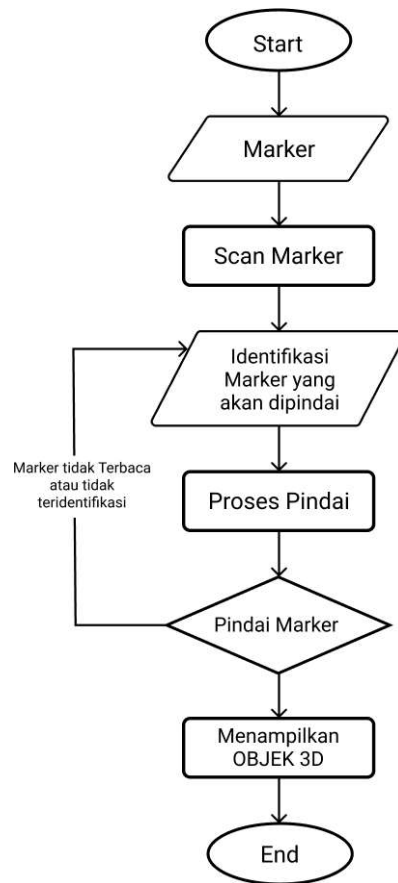 Start
Marker
Scan Marker
Identifikasi
Marker yang
akan dipindai
Marker tidak Terbaca
atau tidak
teridentifikasi
Proses Pindai
Pindai Marker
Menampilkan
OBJEK 3D
End